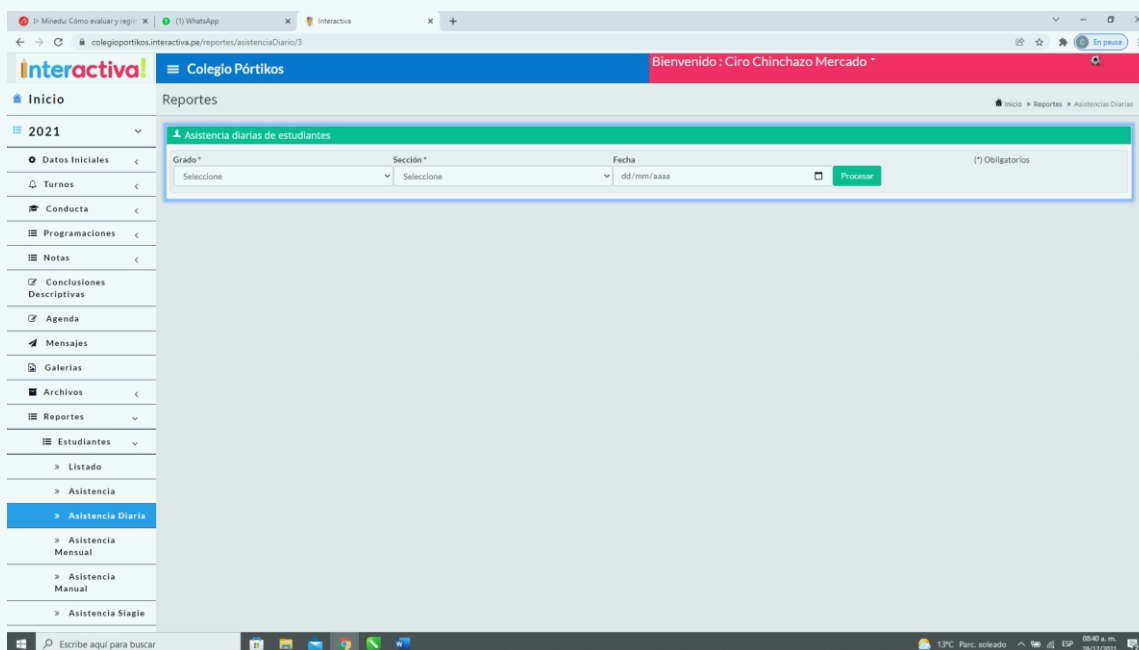 ▷ Minedu: Cómo evaluar y regis
(1) WhatsApp
Interactiva
colegioportikos.interactiva.pe/reportes/asistenciaDiario/3
En pausa
interactiva!
Colegio Pórtikos
Bienvenido : Ciro Chinchazo Mercado
Inicio
Reportes
Inicio » Reportes » Asistencias Diarias
2021
Asistencia diarias de estudiantes
Datos Iniciales
Grado *
Sección *
Fecha
(*) Obligatorios
Seleccione
Seleccione
dd/mm/aaaa
Procesar
Turnos
Conducta
Programaciones
Notas
Conclusiones
Descriptivas
Agenda
Mensajes
Galerías
Archivos
Reportes
Estudiantes
» Listado
» Asistencia
» Asistencia Diaria
» Asistencia
Mensual
» Asistencia
Manual
» Asistencia Siagie
Escribe aquí para buscar
13°C Parc. soleado
ESP
08:40 a. m.
29/12/2021